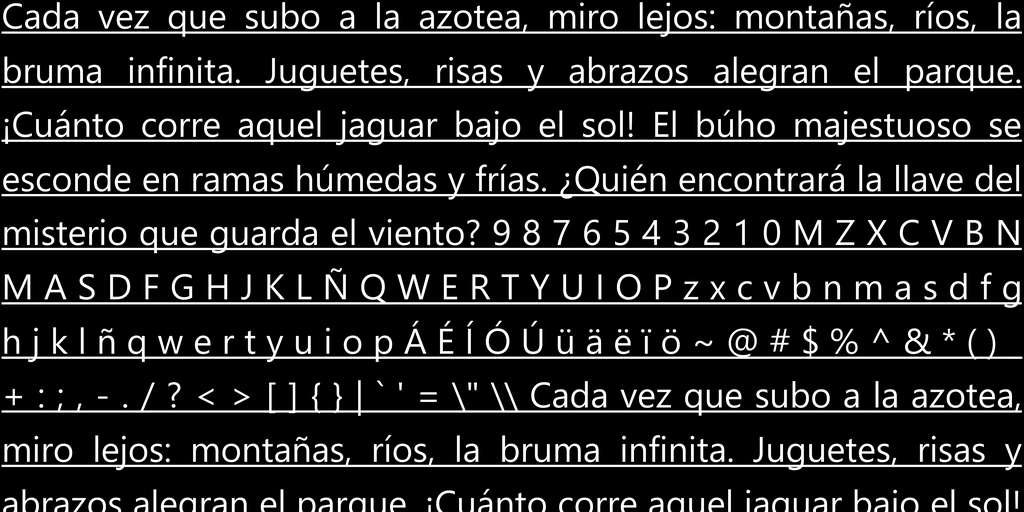 Cada vez que subo a la azotea, miro lejos: montañas, ríos, la
bruma infinita. Juguetes, risas y abrazos alegran el parque.
¡Cuánto corre aquel jaguar bajo el sol! El búho majestuoso se
esconde en ramas húmedas y frías. ¿Quién encontrará la llave del
misterio que guarda el viento? 9 8 7 6 5 4 3 2 1 0 M Z X C V B N
M A S D F G H J K L Ñ Q W E R T Y U I O P z x c v b n m a s d f g
h j k l ñ q w e r t y u i o p Á É Í Ó Ú ü ä ë ï ö ~ @ # $ % ^ & * ( ) _
+ : ; , - . / ? < > [ ] { } | ` ' = \" \\ Cada vez que subo a la azotea,
miro lejos: montañas, ríos, la bruma infinita. Juguetes, risas y
abrazos alegran el parque. ¡Cuánto corre aquel jaguar bajo el sol!